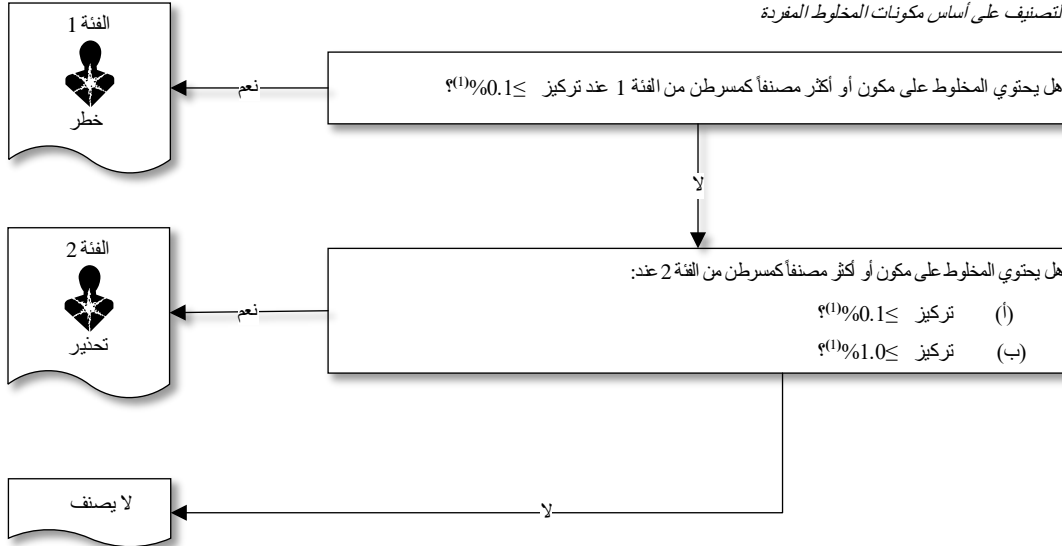 التصنيف على أساس مكونات المخلوط المفردة
هل يحتوي المخلوط على مكون أو أكثر مصنفاً كمسرطن من الفئة 1 عند تركيز ≥0.1%(1)؟
نعم
الفئة 1
خطر
لا
هل يحتوي المخلوط على مكون أو أكثر مصنفاً كمسرطن من الفئة 2 عند:
(أ) تركيز ≥0.1%(1)؟
(ب) تركيز ≥1.0%(1)؟
نعم
الفئة 2
تحذير
لا
لا يصنف